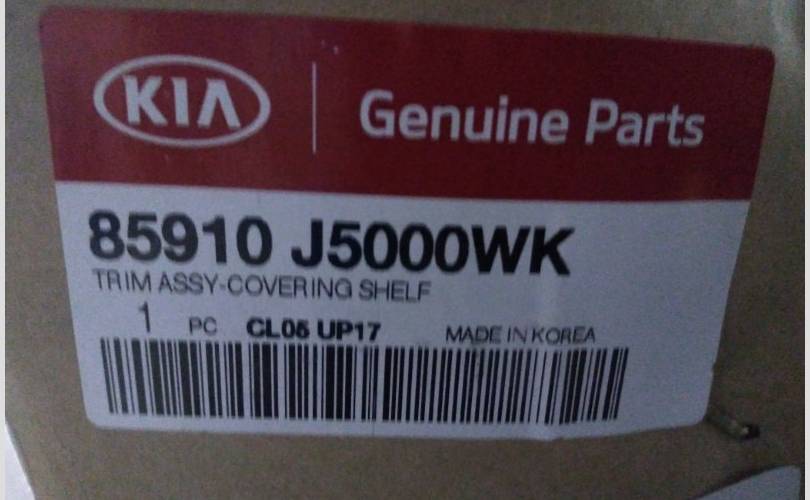 KIA Genuine Parts
85910 J5000WK
TRIM ASSY-COVERING SHELF
1 PC CL05 UP17 MADE IN KOREA